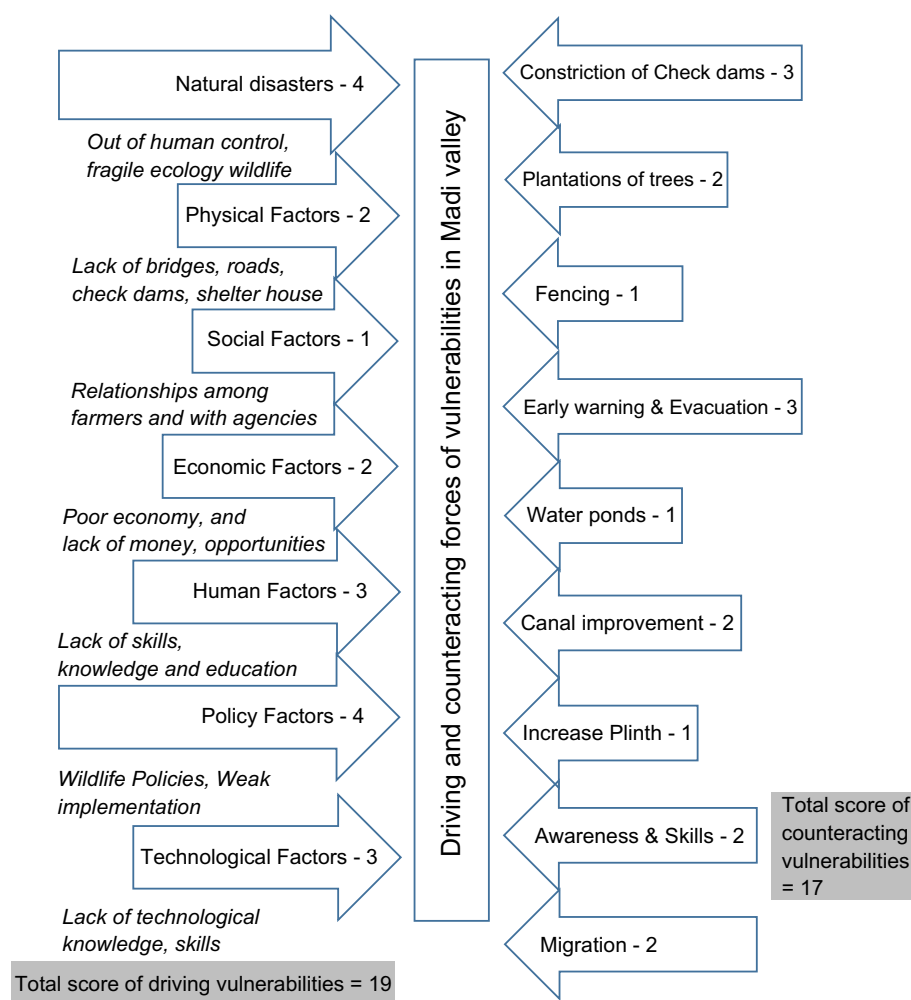 Natural disasters - 4
Out of human control,
fragile ecology wildlife
Physical Factors - 2
Lack of bridges, roads,
check dams, shelter house
Social Factors - 1
Relationships among
farmers and with agencies
Economic Factors - 2
Poor economy, and
lack of money, opportunities
Human Factors - 3
Lack of skills,
knowledge and education
Policy Factors - 4
Wildlife Policies, Weak
implementation
Technological Factors - 3
Lack of technological
knowledge, skills
Total score of driving vulnerabilities = 19
Driving and counteracting forces of vulnerabilities in Madi valley
Constriction of Check dams - 3
Plantations of trees - 2
Fencing - 1
Early warning & Evacuation - 3
Water ponds - 1
Canal improvement - 2
Increase Plinth - 1
Awareness & Skills - 2
Migration - 2
Total score of
counteracting
vulnerabilities
= 17